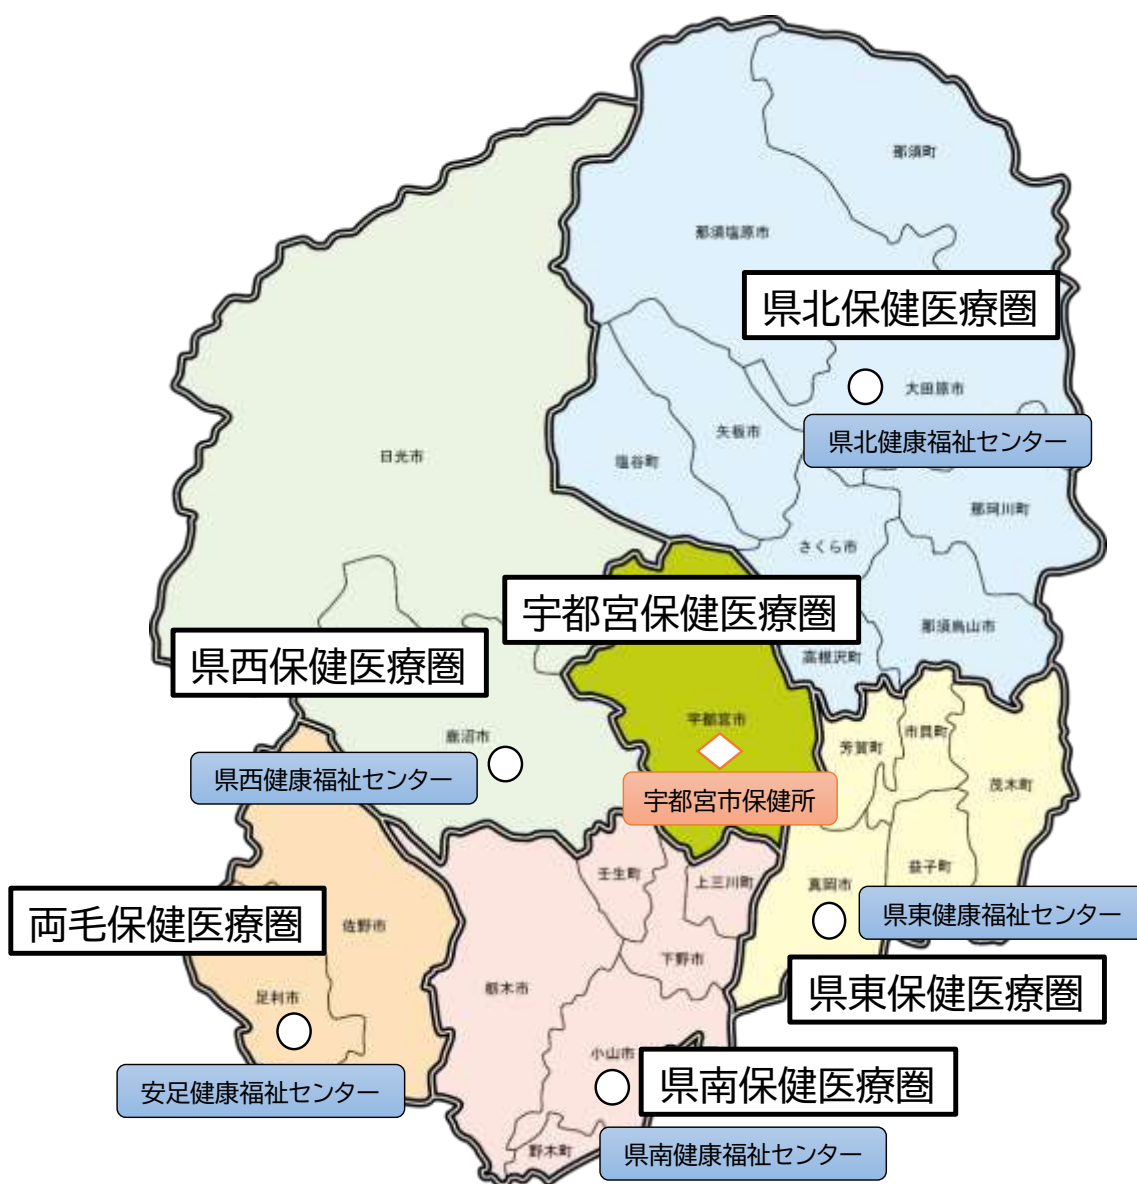 那須町
那須塩原市
県北保健医療圏
大田原市
矢板市
県北健康福祉センター
日光市
塩谷町
那珂川町
さくら市
宇都宮保健医療圏
那須烏山市
県西保健医療圏
高根沢町
宇都宮市
鹿沼市
市貝町
芳賀町
県西健康福祉センター
茂木町
宇都宮市保健所
益子町
壬生町
上三川町
真岡市
両毛保健医療圏
佐野市
県東健康福祉センター
下野市
栃木市
県東保健医療圏
足利市
小山市
県南保健医療圏
安足健康福祉センター
野木町
県南健康福祉センター